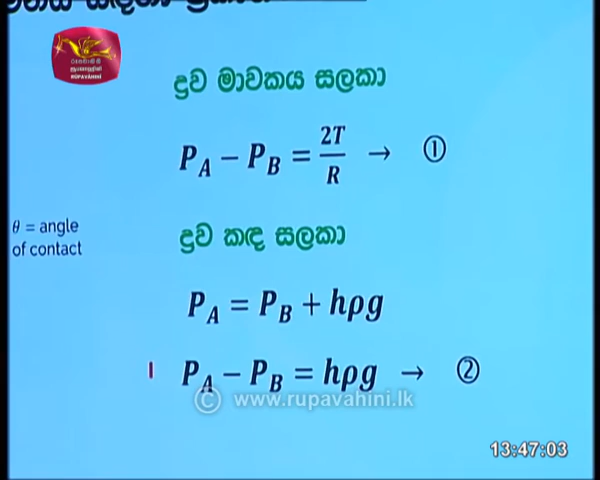 රූපවාහිනී
RUPAVAHINI
ද්‍රව මාවකය සලකා
P_A − P_B = 2T/R → ①
θ = angle
of contact
ද්‍රව කඳ සලකා
P_A = P_B + hρg
P_A − P_B = hρg → ②
© www.rupavahini.lk
13:47:03